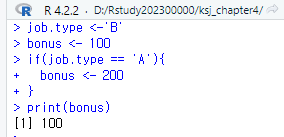 R R 4.2.2 · D:/Rstudy202300000/ksj_chapter4/
> job.type <-'B'
> bonus <- 100
> if(job.type == 'A'){
+   bonus <- 200
+ }
> print(bonus)
[1] 100